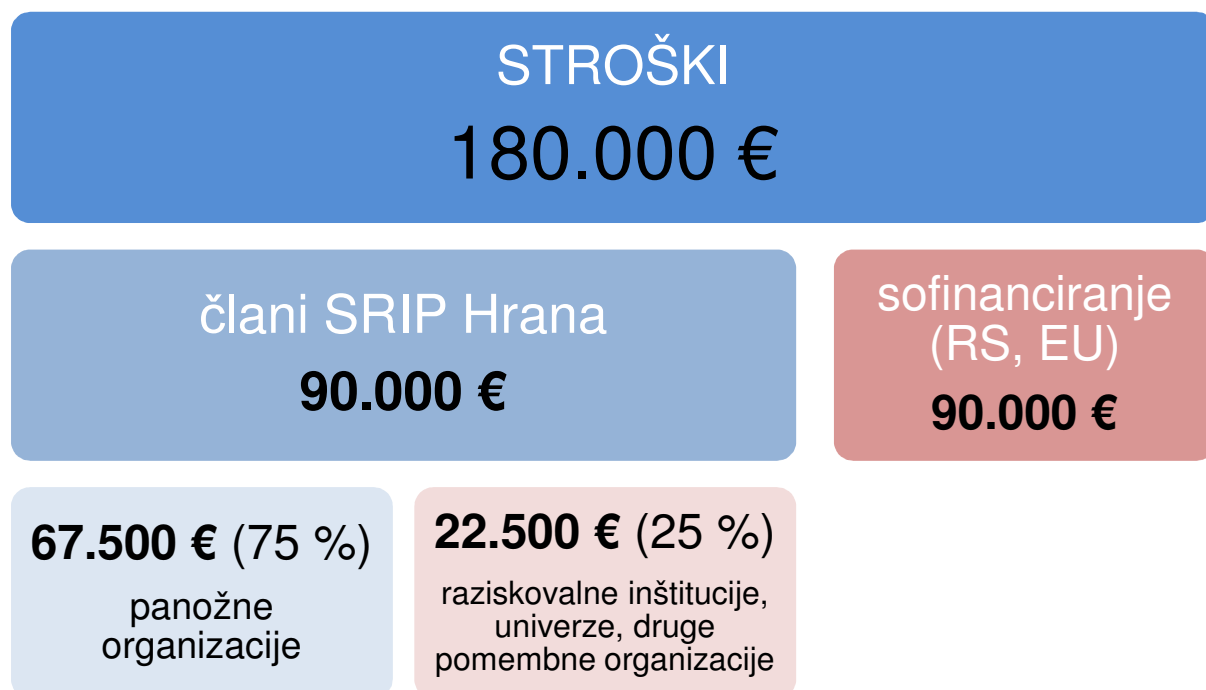 STROŠKI
180.000 €
člani SRIP Hrana
90.000 €
sofinanciranje
(RS, EU)
90.000 €
67.500 € (75 %)
panožne
organizacije
22.500 € (25 %)
raziskovalne inštitucije,
univerze, druge
pomembne organizacije